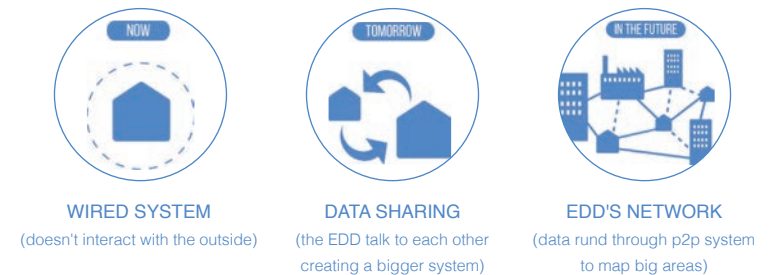 NOW
TOMORROW
IN THE FUTURE
WIRED SYSTEM
(doesn't interact with the outside)
DATA SHARING
(the EDD talk to each other
creating a bigger system)
EDD'S NETWORK
(data rund through p2p system
to map big areas)